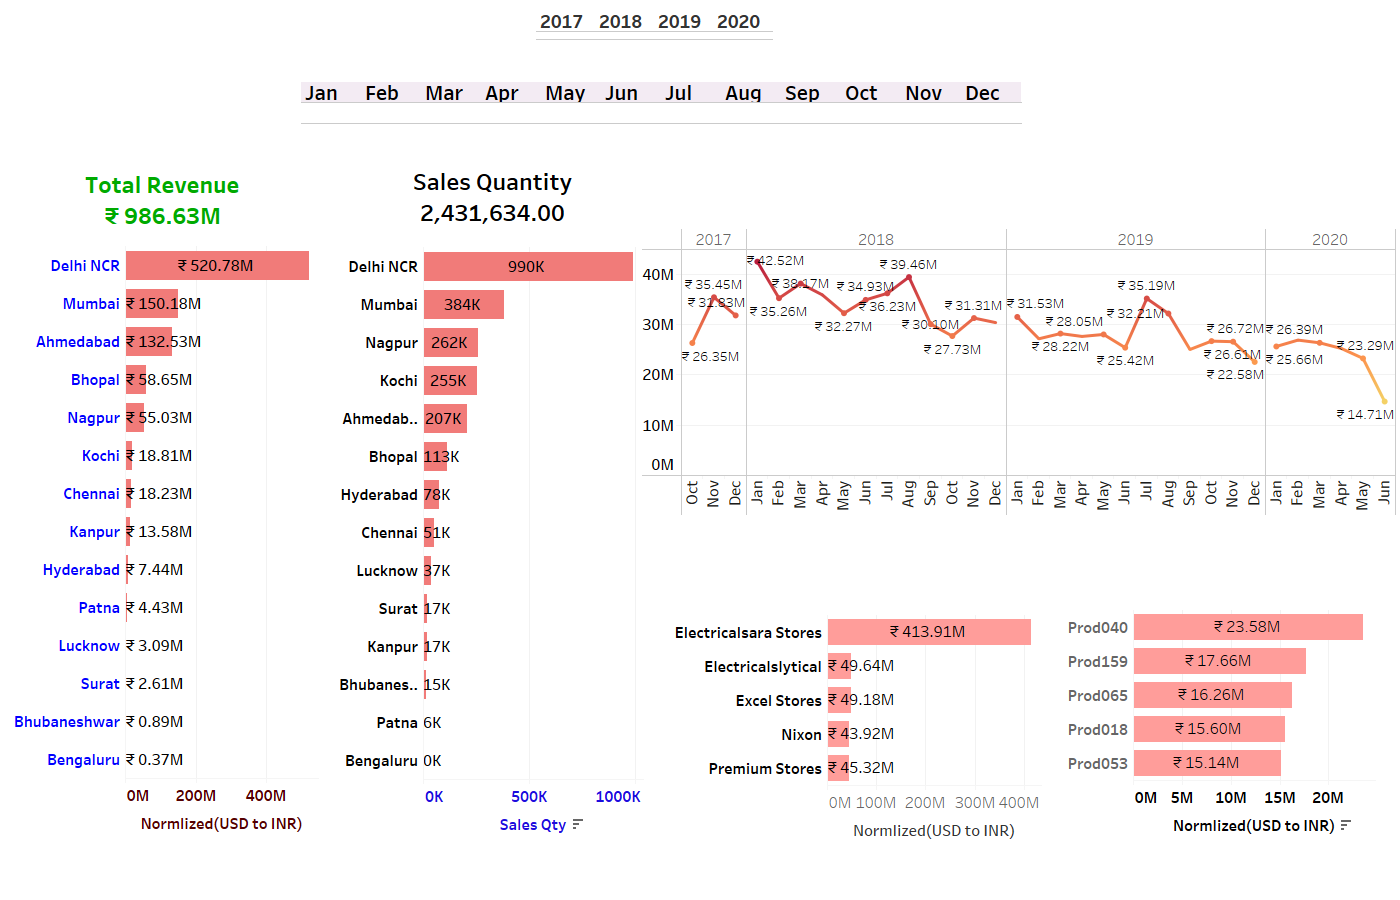 2017 2018 2019 2020
Jan Feb Mar Apr May Jun Jul Aug Sep Oct Nov Dec
Total Revenue
₹ 986.63M
Delhi NCR ₹ 520.78M
Mumbai ₹ 150.18M
Ahmedabad ₹ 132.53M
Bhopal ₹ 58.65M
Nagpur ₹ 55.03M
Kochi ₹ 18.81M
Chennai ₹ 18.23M
Kanpur ₹ 13.58M
Hyderabad ₹ 7.44M
Patna ₹ 4.43M
Lucknow ₹ 3.09M
Surat ₹ 2.61M
Bhubaneshwar ₹ 0.89M
Bengaluru ₹ 0.37M
0M 200M 400M
Normlized(USD to INR)
Sales Quantity
2,431,634.00
Delhi NCR 990K
Mumbai 384K
Nagpur 262K
Kochi 255K
Ahmedab.. 207K
Bhopal 113K
Hyderabad 78K
Chennai 51K
Lucknow 37K
Surat 17K
Kanpur 17K
Bhubanes.. 15K
Patna 6K
Bengaluru 0K
0K 500K 1000K
Sales Qty
2017 2018 2019 2020
40M
30M
20M
10M
0M
₹ 26.35M
₹ 35.45M
₹ 31.83M
₹ 42.52M
₹ 35.26M
₹ 38.17M
₹ 32.27M
₹ 34.93M
₹ 36.23M
₹ 39.46M
₹ 30.10M
₹ 27.73M
₹ 31.31M
₹ 31.53M
₹ 28.22M
₹ 28.05M
₹ 25.42M
₹ 35.19M
₹ 32.21M
₹ 26.72M
₹ 26.61M
₹ 22.58M
₹ 25.66M
₹ 26.39M
₹ 23.29M
₹ 14.71M
Oct Nov Dec Jan Feb Mar Apr May Jun Jul Aug Sep Oct Nov Dec Jan Feb Mar Apr May Jun Jul Aug Sep Oct Nov Dec Jan Feb Mar Apr May Jun
Electricalsara Stores ₹ 413.91M
Electricalslytical ₹ 49.64M
Excel Stores ₹ 49.18M
Nixon ₹ 43.92M
Premium Stores ₹ 45.32M
0M 100M 200M 300M 400M
Normlized(USD to INR)
Prod040 ₹ 23.58M
Prod159 ₹ 17.66M
Prod065 ₹ 16.26M
Prod018 ₹ 15.60M
Prod053 ₹ 15.14M
0M 5M 10M 15M 20M
Normlized(USD to INR)